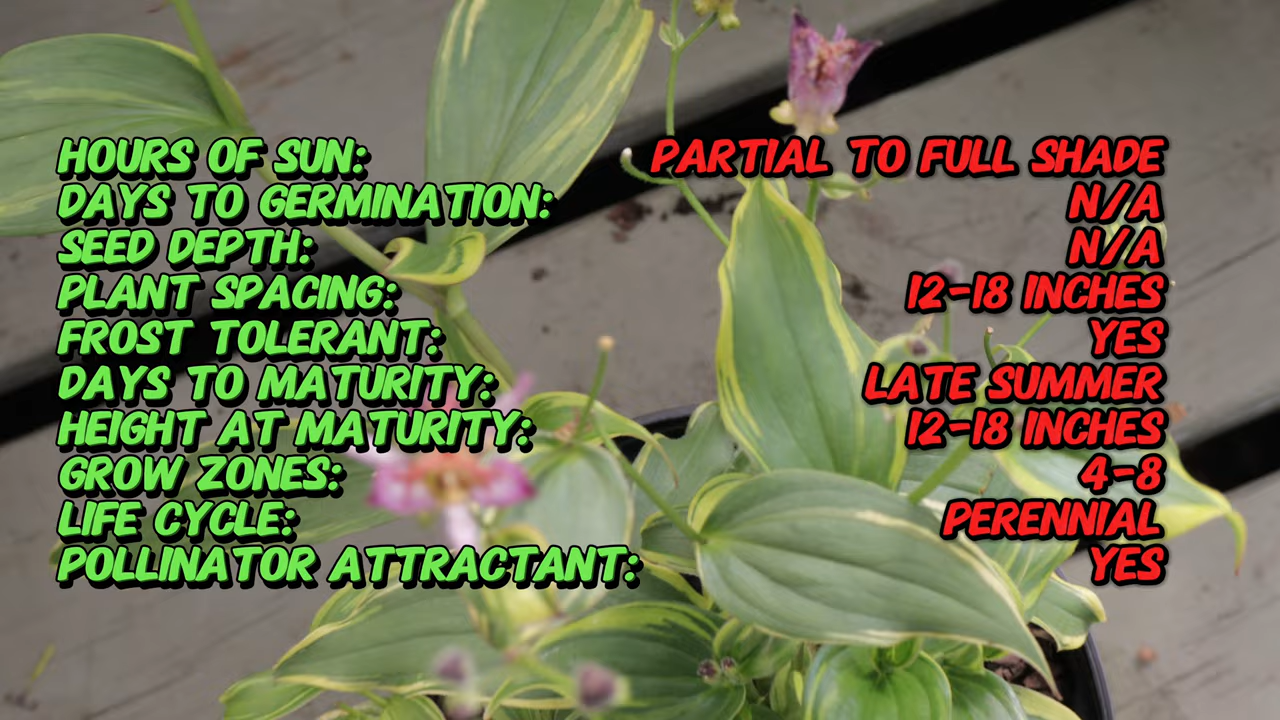 HOURS OF SUN: PARTIAL TO FULL SHADE
DAYS TO GERMINATION: N/A
SEED DEPTH: N/A
PLANT SPACING: 12-18 INCHES
FROST TOLERANT: YES
DAYS TO MATURITY: LATE SUMMER
HEIGHT AT MATURITY: 12-18 INCHES
GROW ZONES: 4-8
LIFE CYCLE: PERENNIAL
POLLINATOR ATTRACTANT: YES